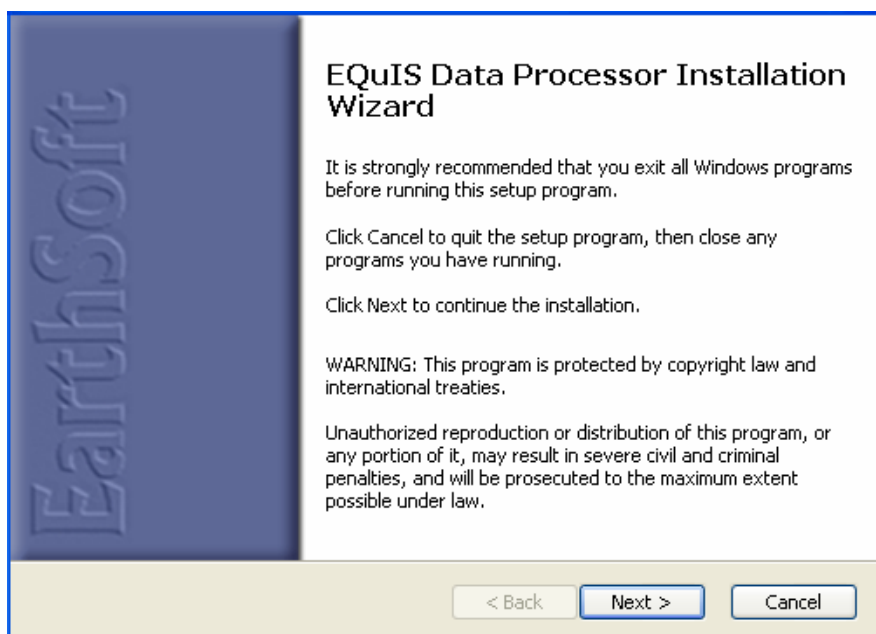 EarthSoft
EQuIS Data Processor Installation
Wizard
It is strongly recommended that you exit all Windows programs
before running this setup program.
Click Cancel to quit the setup program, then close any
programs you have running.
Click Next to continue the installation.
WARNING: This program is protected by copyright law and
international treaties.
Unauthorized reproduction or distribution of this program, or
any portion of it, may result in severe civil and criminal
penalties, and will be prosecuted to the maximum extent
possible under law.
< Back
Next >
Cancel